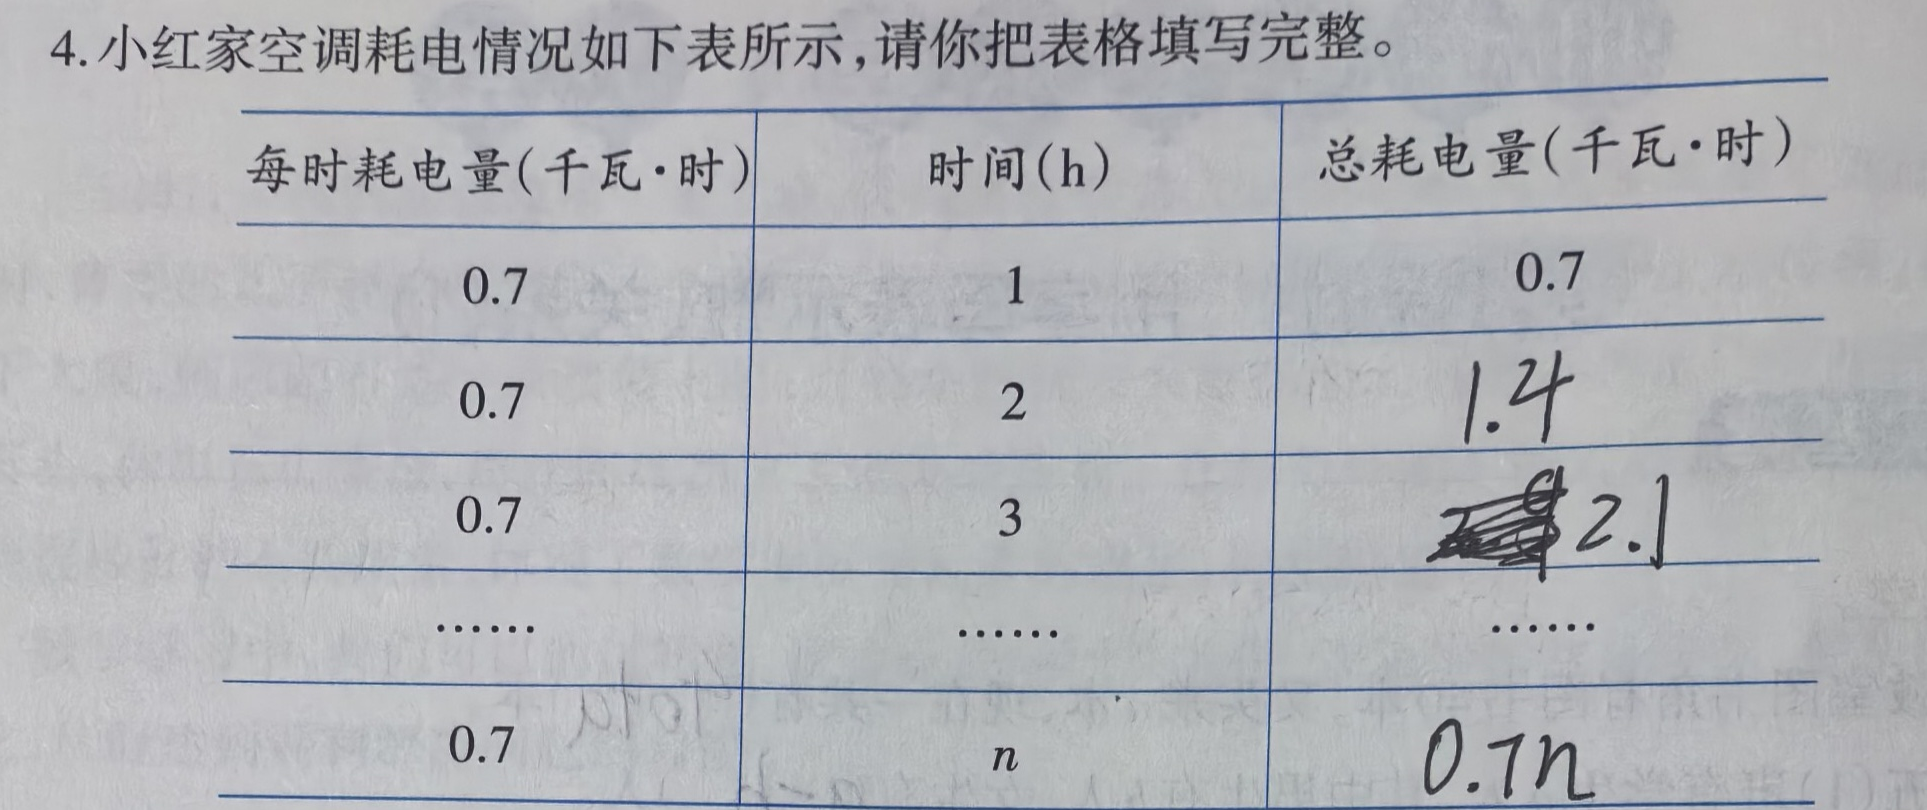 4.小红家空调耗电情况如下表所示,请你把表格填写完整。
每时耗电量(千瓦·时) 时间(h) 总耗电量(千瓦·时)
0.7 1 0.7
0.7 2 1.4
0.7 3 2.1
…… …… ……
0.7 n 0.7n